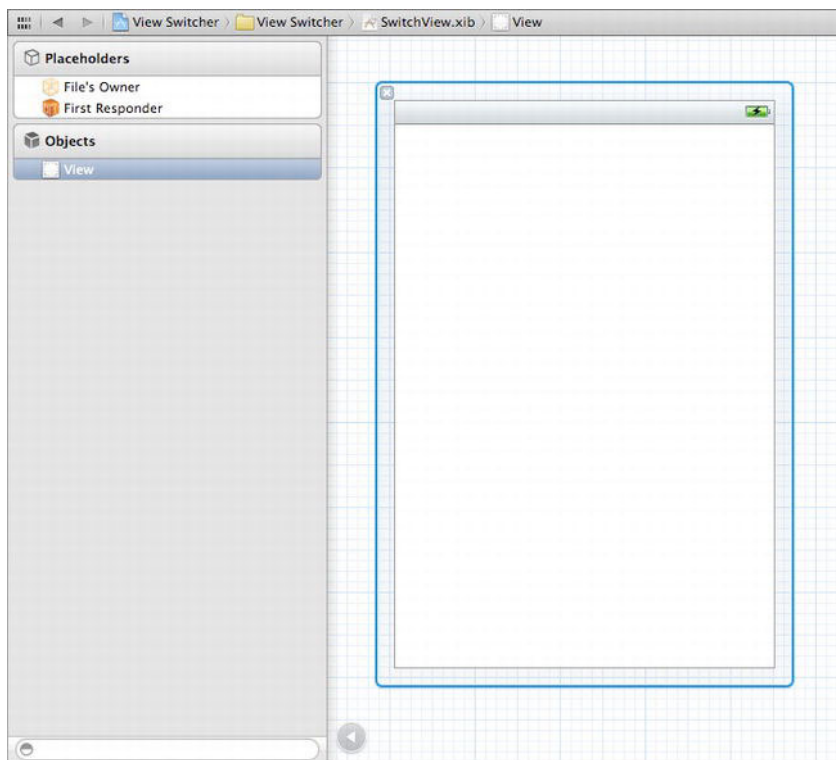 View Switcher View Switcher SwitchView.xib View
Placeholders
File's Owner
First Responder
Objects
View